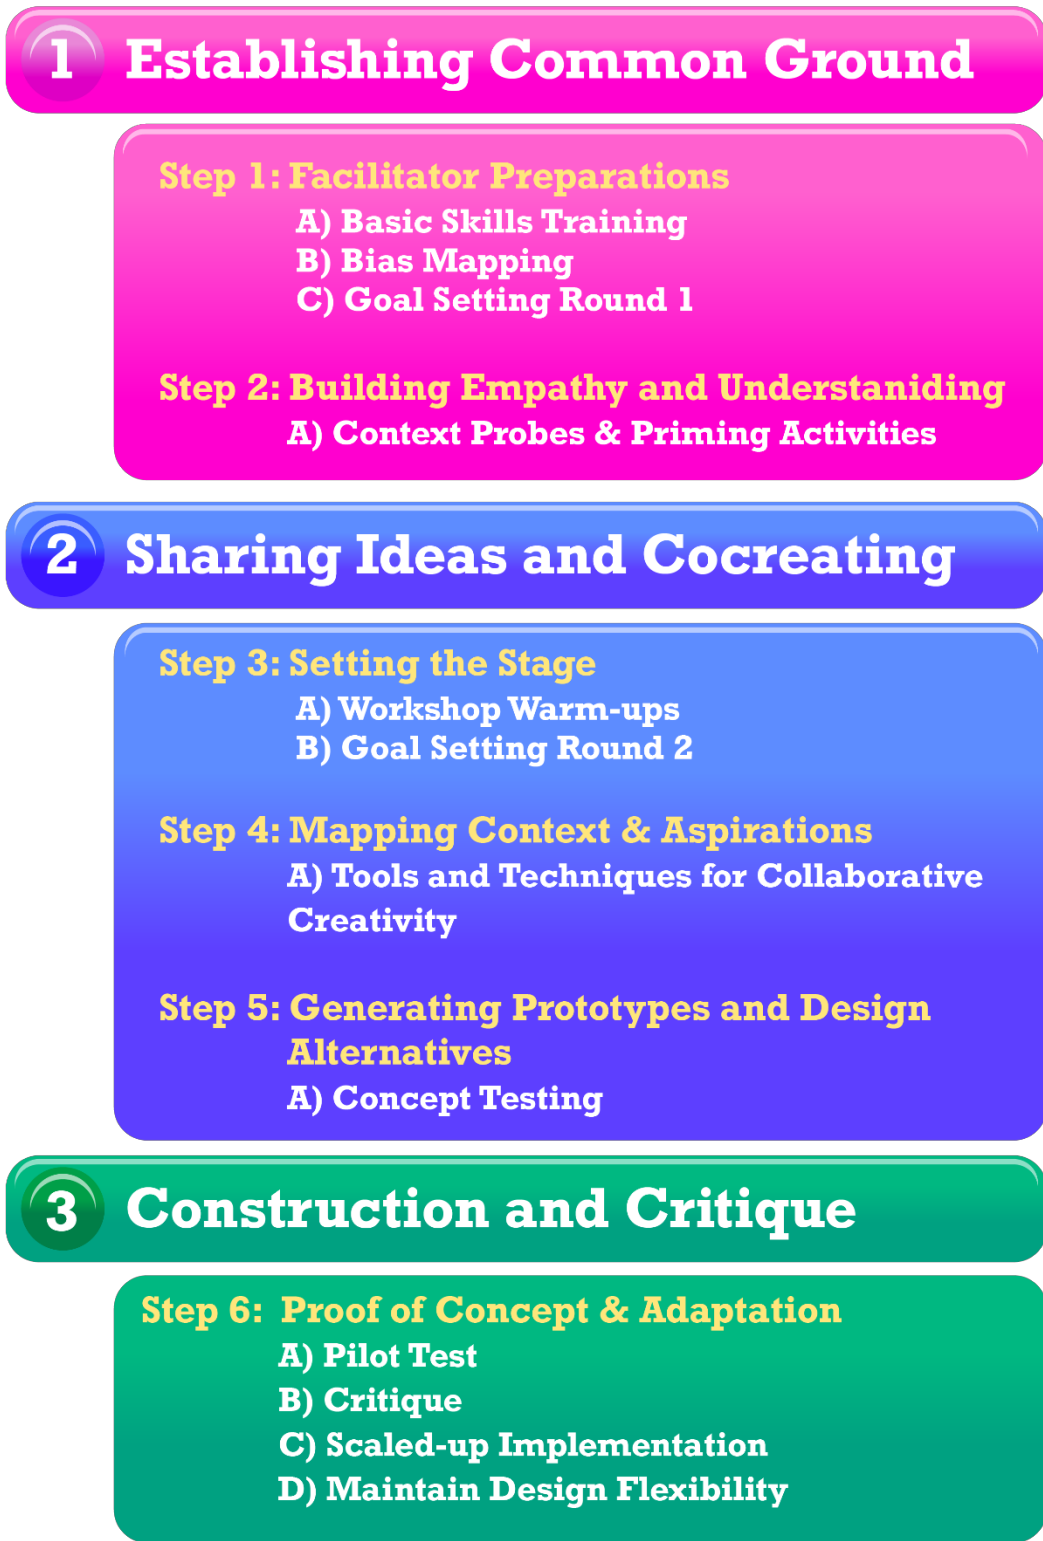 1 Establishing Common Ground
Step 1: Facilitator Preparations
A) Basic Skills Training
B) Bias Mapping
C) Goal Setting Round 1
Step 2: Building Empathy and Understaniding
A) Context Probes & Priming Activities
2 Sharing Ideas and Cocreating
Step 3: Setting the Stage
A) Workshop Warm-ups
B) Goal Setting Round 2
Step 4: Mapping Context & Aspirations
A) Tools and Techniques for Collaborative
Creativity
Step 5: Generating Prototypes and Design
Alternatives
A) Concept Testing
3 Construction and Critique
Step 6: Proof of Concept & Adaptation
A) Pilot Test
B) Critique
C) Scaled-up Implementation
D) Maintain Design Flexibility